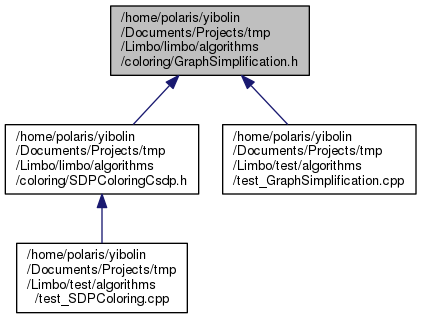 /home/polaris/yibolin
/Documents/Projects/tmp
/Limbo/limbo/algorithms
/coloring/GraphSimplification.h
/home/polaris/yibolin
/Documents/Projects/tmp
/Limbo/limbo/algorithms
/coloring/SDPColoringCsdp.h
/home/polaris/yibolin
/Documents/Projects/tmp
/Limbo/test/algorithms
/test_GraphSimplification.cpp
/home/polaris/yibolin
/Documents/Projects/tmp
/Limbo/test/algorithms
/test_SDPColoring.cpp